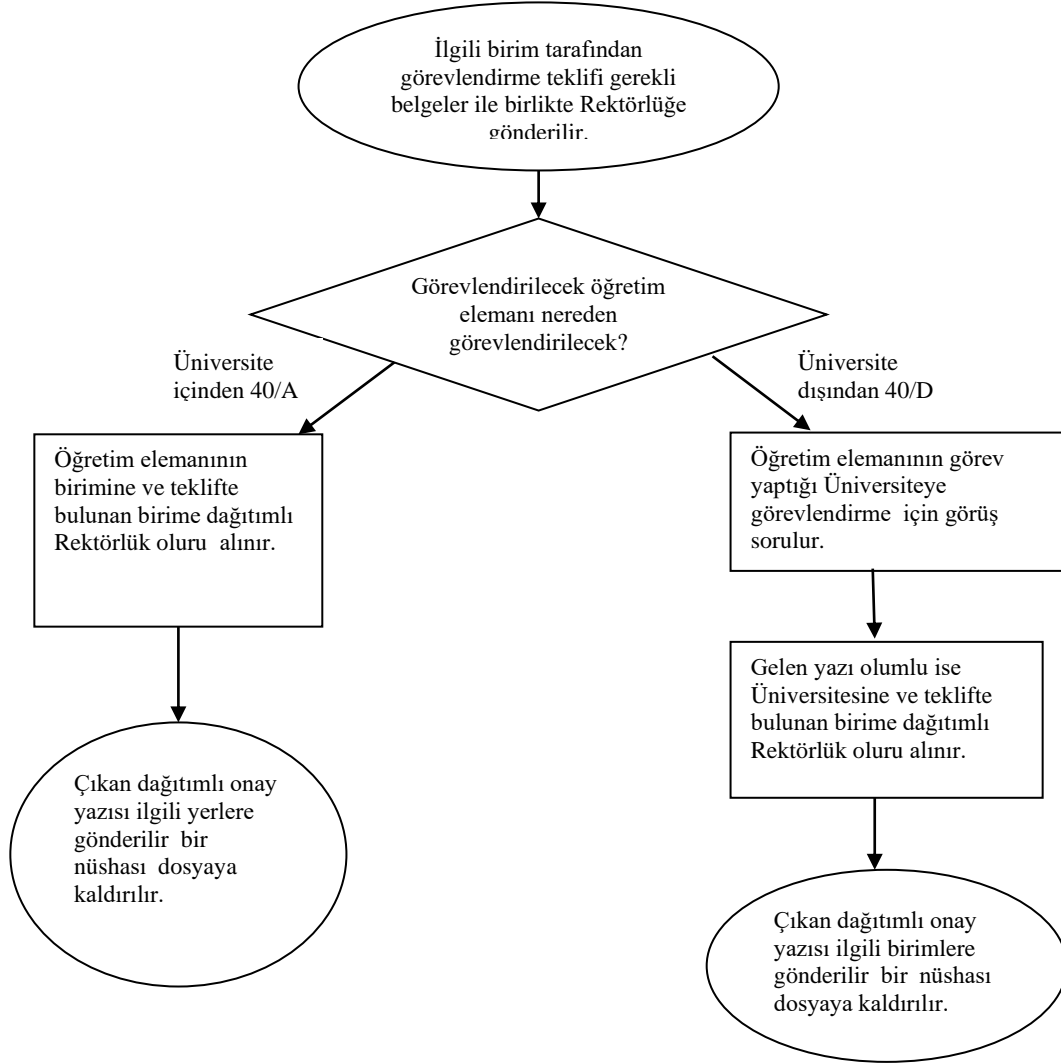 İlgili birim tarafından
görevlendirme teklifi gerekli
belgeler ile birlikte Rektörlüğe
gönderilir.
Görevlendirilecek öğretim
elemanı nereden
görevlendirilecek?
Üniversite
içinden 40/A
Üniversite
dışından 40/D
Öğretim elemanının
birimine ve teklifte
bulunan birime dağıtımlı
Rektörlük oluru alınır.
Öğretim elemanının görev
yaptığı Üniversiteye
görevlendirme için görüş
sorulur.
Gelen yazı olumlu ise
Üniversitesine ve teklifte
bulunan birime dağıtımlı
Rektörlük oluru alınır.
Çıkan dağıtımlı onay
yazısı ilgili yerlere
gönderilir bir
nüshası dosyaya
kaldırılır.
Çıkan dağıtımlı onay
yazısı ilgili birimlere
gönderilir bir nüshası
dosyaya kaldırılır.